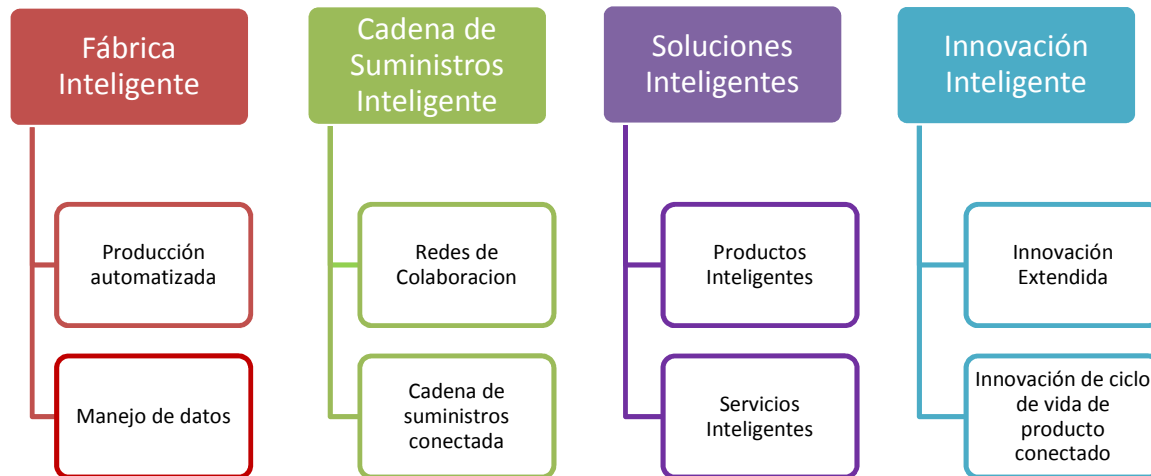 Fábrica
Inteligente
Producción
automatizada
Manejo de datos
Cadena de
Suministros
Inteligente
Redes de
Colaboracion
Cadena de
suministros
conectada
Soluciones
Inteligentes
Productos
Inteligentes
Servicios
Inteligentes
Innovación
Inteligente
Innovación
Extendida
Innovación de ciclo
de vida de
producto
conectado